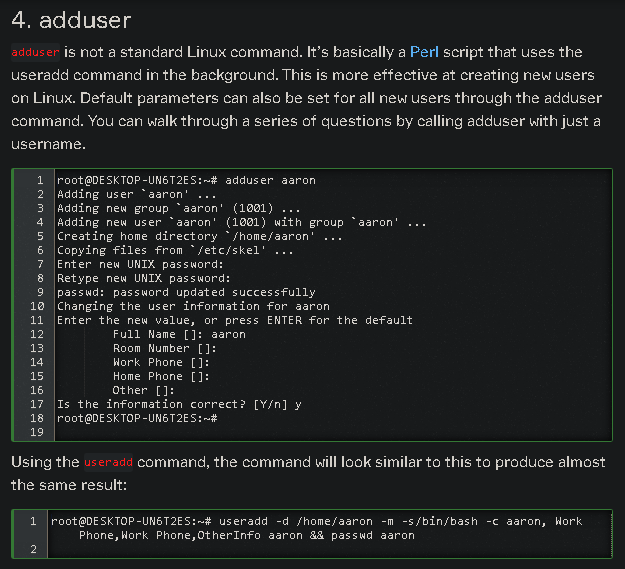 4. adduser
adduser is not a standard Linux command. It's basically a Perl script that uses the
useradd command in the background. This is more effective at creating new users
on Linux. Default parameters can also be set for all new users through the adduser
command. You can walk through a series of questions by calling adduser with just a
username.
1 root@DESKTOP-UN6T2ES:~# adduser aaron
2 Adding user `aaron' ...
3 Adding new group `aaron' (1001) ...
4 Adding new user `aaron' (1001) with group `aaron' ...
5 Creating home directory `/home/aaron' ...
6 Copying files from `/etc/skel' ...
7 Enter new UNIX password:
8 Retype new UNIX password:
9 passwd: password updated successfully
10 Changing the user information for aaron
11 Enter the new value, or press ENTER for the default
12 Full Name []: aaron
13 Room Number []:
14 Work Phone []:
15 Home Phone []:
16 Other []:
17 Is the information correct? [Y/n] y
18 root@DESKTOP-UN6T2ES:~#
19
Using the useradd command, the command will look similar to this to produce almost
the same result:
1 root@DESKTOP-UN6T2ES:~# useradd -d /home/aaron -m -s/bin/bash -c aaron, Work
Phone,Work Phone,OtherInfo aaron && passwd aaron
2